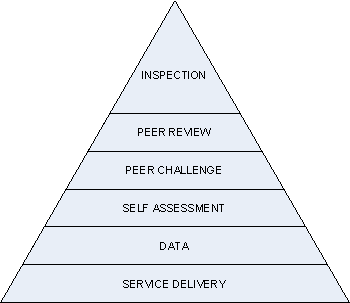 INSPECTION
PEER REVIEW
PEER CHALLENGE
SELF ASSESSMENT
DATA
SERVICE DELIVERY